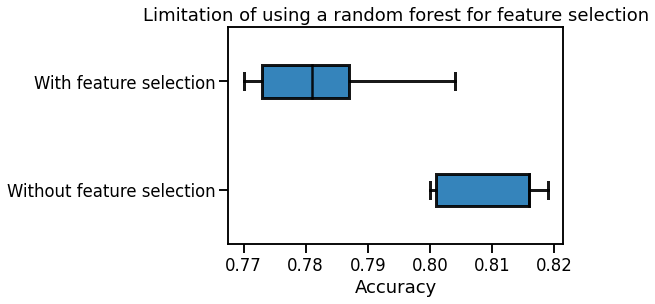 Limitation of using a random forest for feature selection
With feature selection
Without feature selection
0.77 0.78 0.79 0.80 0.81 0.82
Accuracy